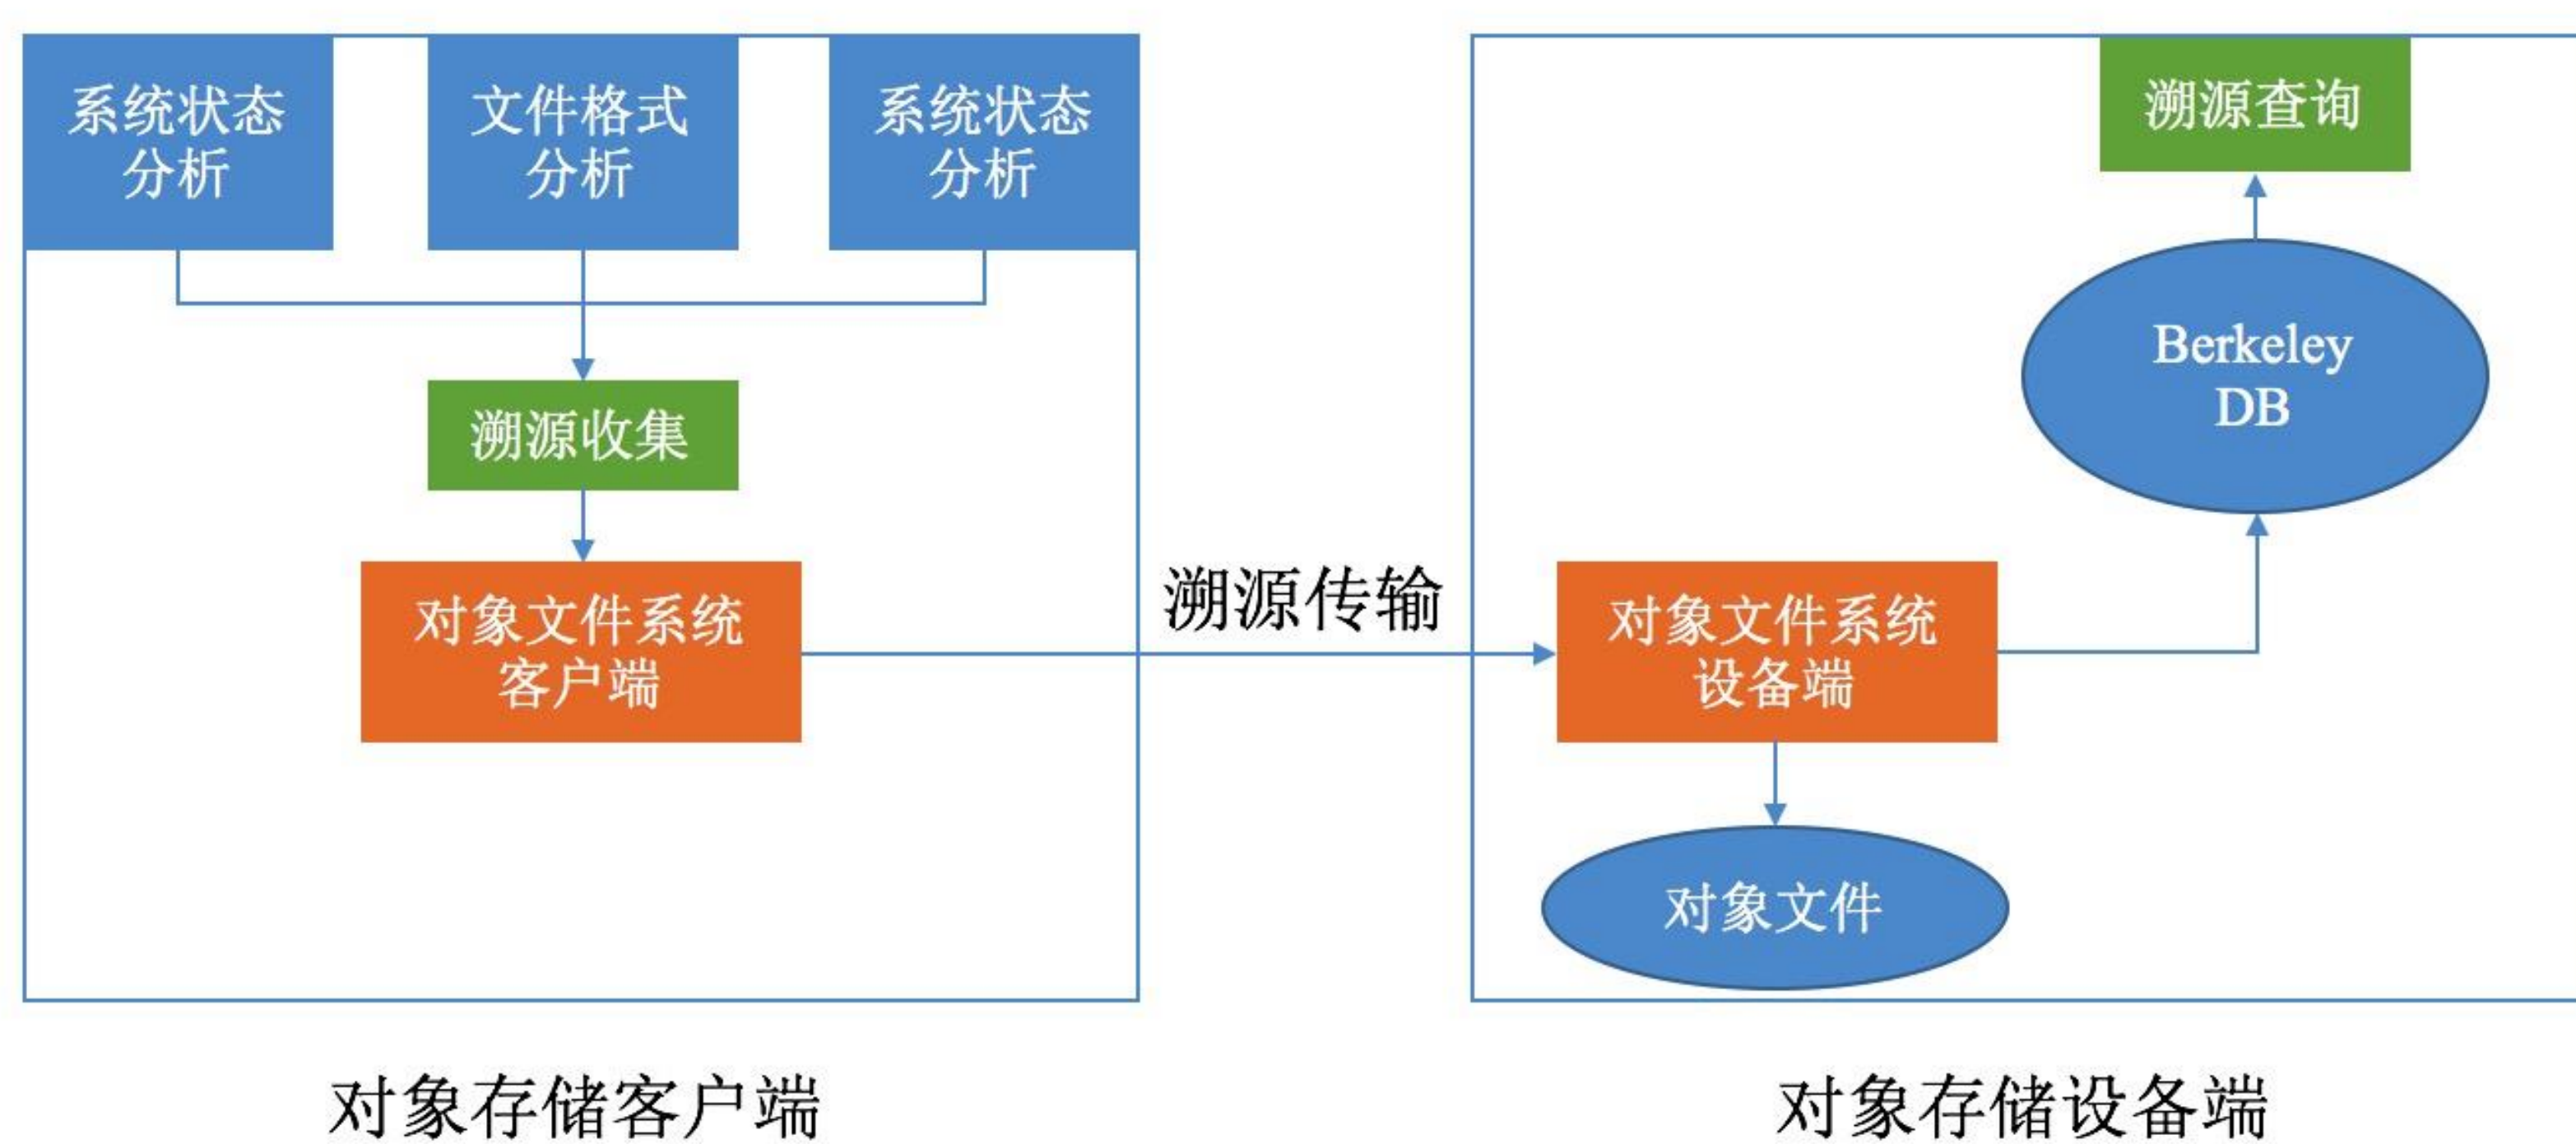 系统状态
分析
文件格式
分析
系统状态
分析
溯源收集
对象文件系统
客户端
溯源传输
溯源查询
Berkeley
DB
对象文件系统
设备端
对象文件
对象存储客户端
对象存储设备端